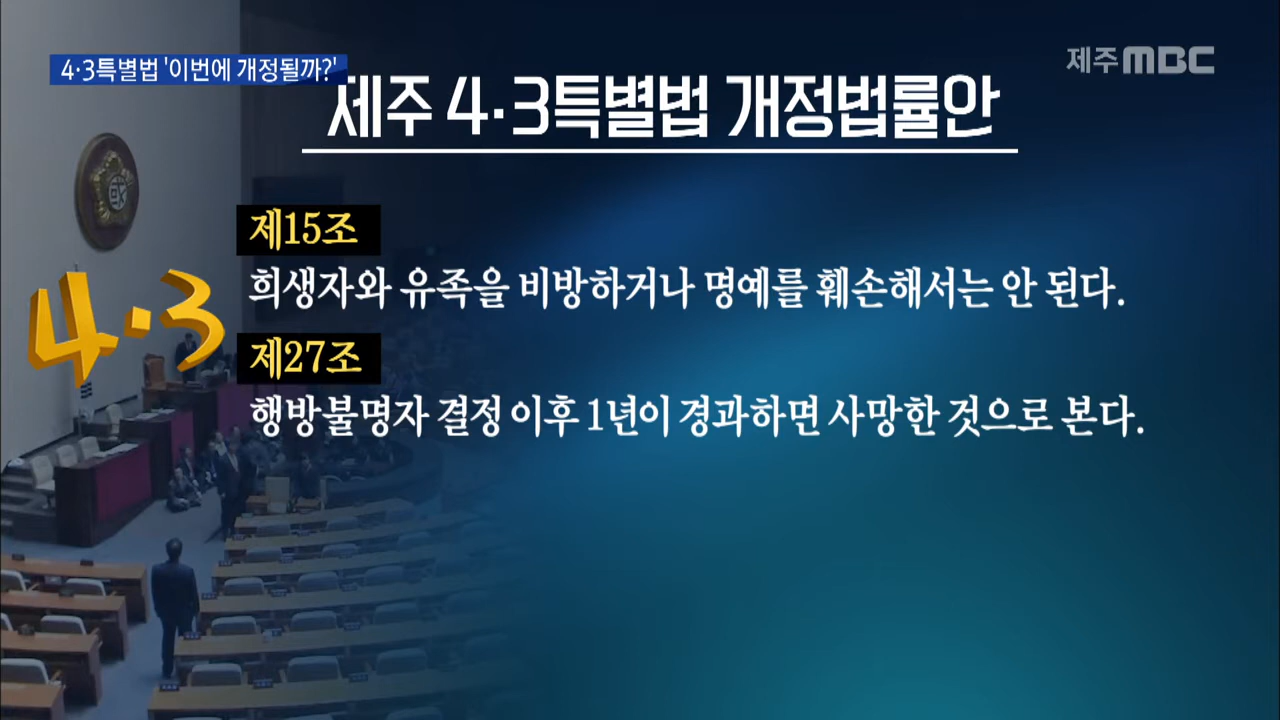 4·3특별법 '이번에 개정될까?'
제주MBC
제주 4·3특별법 개정법률안
제15조
희생자와 유족을 비방하거나 명예를 훼손해서는 안 된다.
4·3
제27조
행방불명자 결정 이후 1년이 경과하면 사망한 것으로 본다.